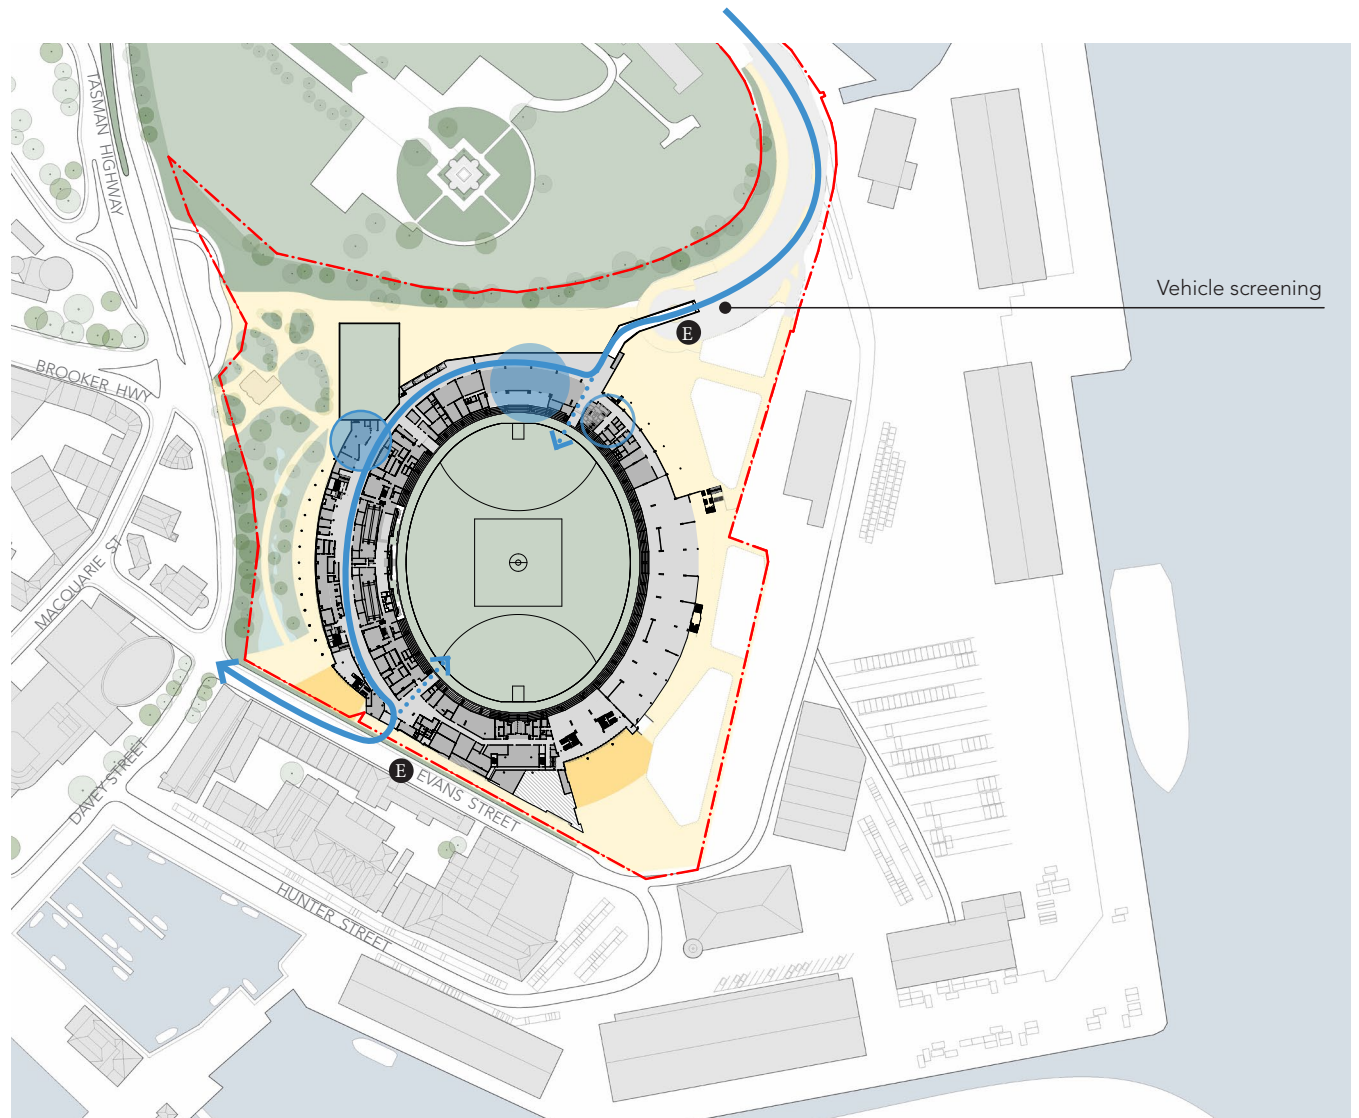 TASMAN HIGHWAY
Vehicle screening
E
BROOKER HWY
MACQUARIE ST
DAVEY STREET
E
EVANS STREET
HUNTER STREET